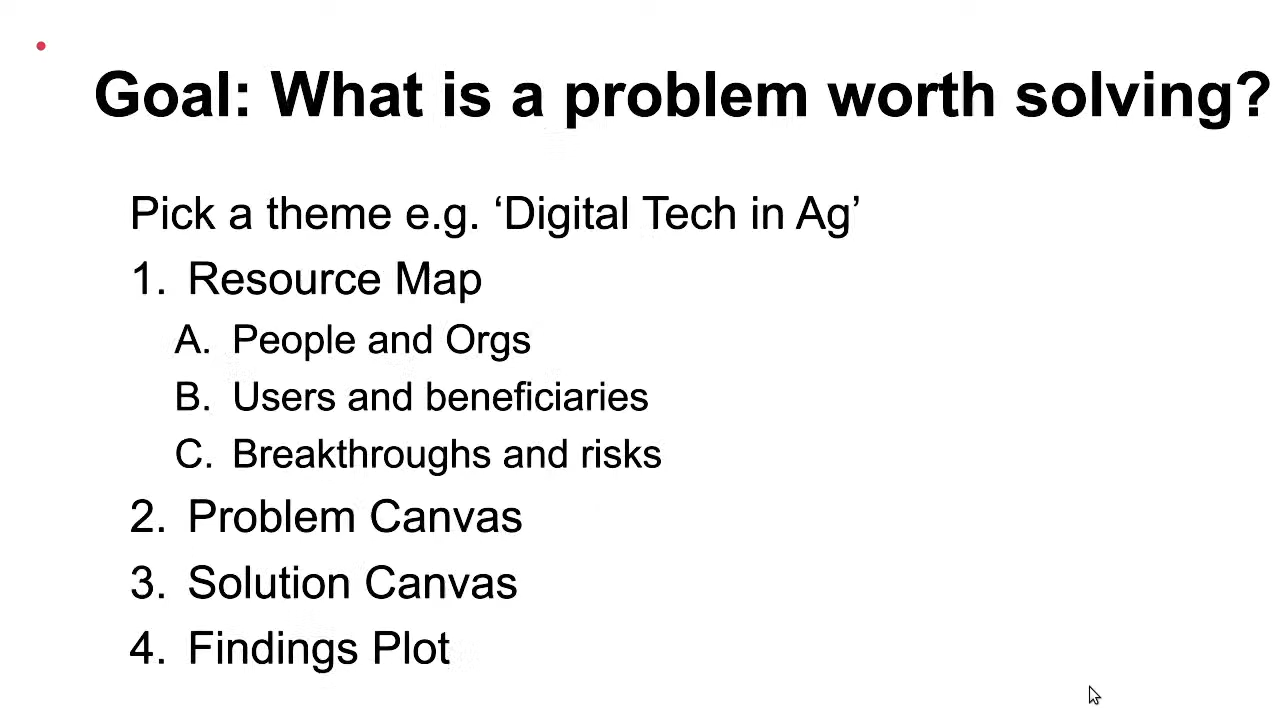 Goal: What is a problem worth solving?
Pick a theme e.g. ‘Digital Tech in Ag’
1. Resource Map
A. People and Orgs
B. Users and beneficiaries
C. Breakthroughs and risks
2. Problem Canvas
3. Solution Canvas
4. Findings Plot